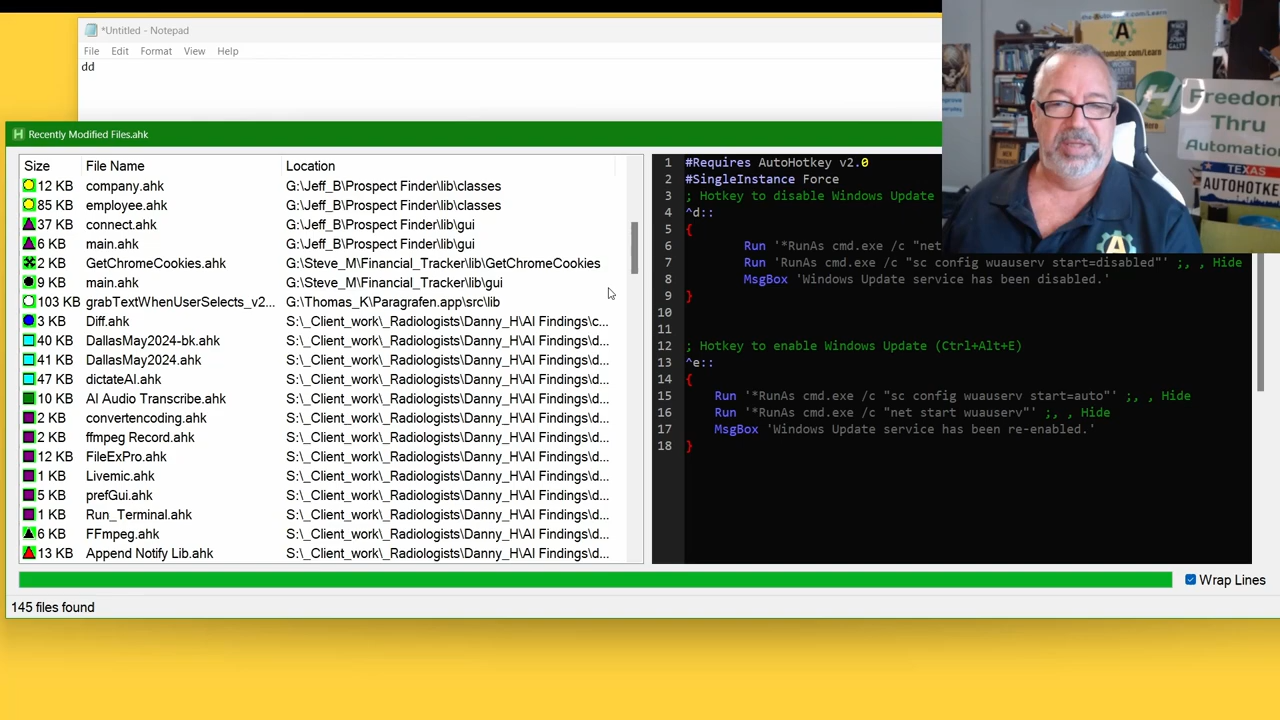 *Untitled - Notepad
File Edit Format View Help
dd
the-Automator.com/Learn
Automator.com/Learn
WHAT
JOHN
GALT?
Freedom
Thru
Automation
TEXAS
AUTOHOTKEY
Recently Modified Files.ahk
Size File Name Location
12 KB company.ahk G:\Jeff_B\Prospect Finder\lib\classes
85 KB employee.ahk G:\Jeff_B\Prospect Finder\lib\classes
37 KB connect.ahk G:\Jeff_B\Prospect Finder\lib\gui
6 KB main.ahk G:\Jeff_B\Prospect Finder\lib\gui
2 KB GetChromeCookies.ahk G:\Steve_M\Financial_Tracker\lib\GetChromeCookies
9 KB main.ahk G:\Steve_M\Financial_Tracker\lib\gui
103 KB grabTextWhenUserSelects_v2... G:\Thomas_K\Paragrafen.app\src\lib
3 KB Diff.ahk S:\_Client_work\_Radiologists\Danny_H\AI Findings\c...
40 KB DallasMay2024-bk.ahk S:\_Client_work\_Radiologists\Danny_H\AI Findings\d...
41 KB DallasMay2024.ahk S:\_Client_work\_Radiologists\Danny_H\AI Findings\d...
47 KB dictateAI.ahk S:\_Client_work\_Radiologists\Danny_H\AI Findings\d...
10 KB AI Audio Transcribe.ahk S:\_Client_work\_Radiologists\Danny_H\AI Findings\d...
2 KB convertencoding.ahk S:\_Client_work\_Radiologists\Danny_H\AI Findings\d...
2 KB ffmpeg Record.ahk S:\_Client_work\_Radiologists\Danny_H\AI Findings\d...
12 KB FileExPro.ahk S:\_Client_work\_Radiologists\Danny_H\AI Findings\d...
1 KB Livemic.ahk S:\_Client_work\_Radiologists\Danny_H\AI Findings\d...
5 KB prefGui.ahk S:\_Client_work\_Radiologists\Danny_H\AI Findings\d...
1 KB Run_Terminal.ahk S:\_Client_work\_Radiologists\Danny_H\AI Findings\d...
6 KB FFmpeg.ahk S:\_Client_work\_Radiologists\Danny_H\AI Findings\d...
13 KB Append Notify Lib.ahk S:\_Client_work\_Radiologists\Danny_H\AI Findings\d...
1 #Requires AutoHotkey v2.0
2 #SingleInstance Force
3 ; Hotkey to disable Windows Update
4 ^d::
5 {
6 Run '*RunAs cmd.exe /c "net
7 Run 'RunAs cmd.exe /c "sc config wuauserv start=disabled"' ;, , Hide
8 MsgBox 'Windows Update service has been disabled.'
9 }
10
11
12 ; Hotkey to enable Windows Update (Ctrl+Alt+E)
13 ^e::
14 {
15 Run '*RunAs cmd.exe /c "sc config wuauserv start=auto"' ;, , Hide
16 Run '*RunAs cmd.exe /c "net start wuauserv"' ;, , Hide
17 MsgBox 'Windows Update service has been re-enabled.'
18 }
Wrap Lines
145 files found